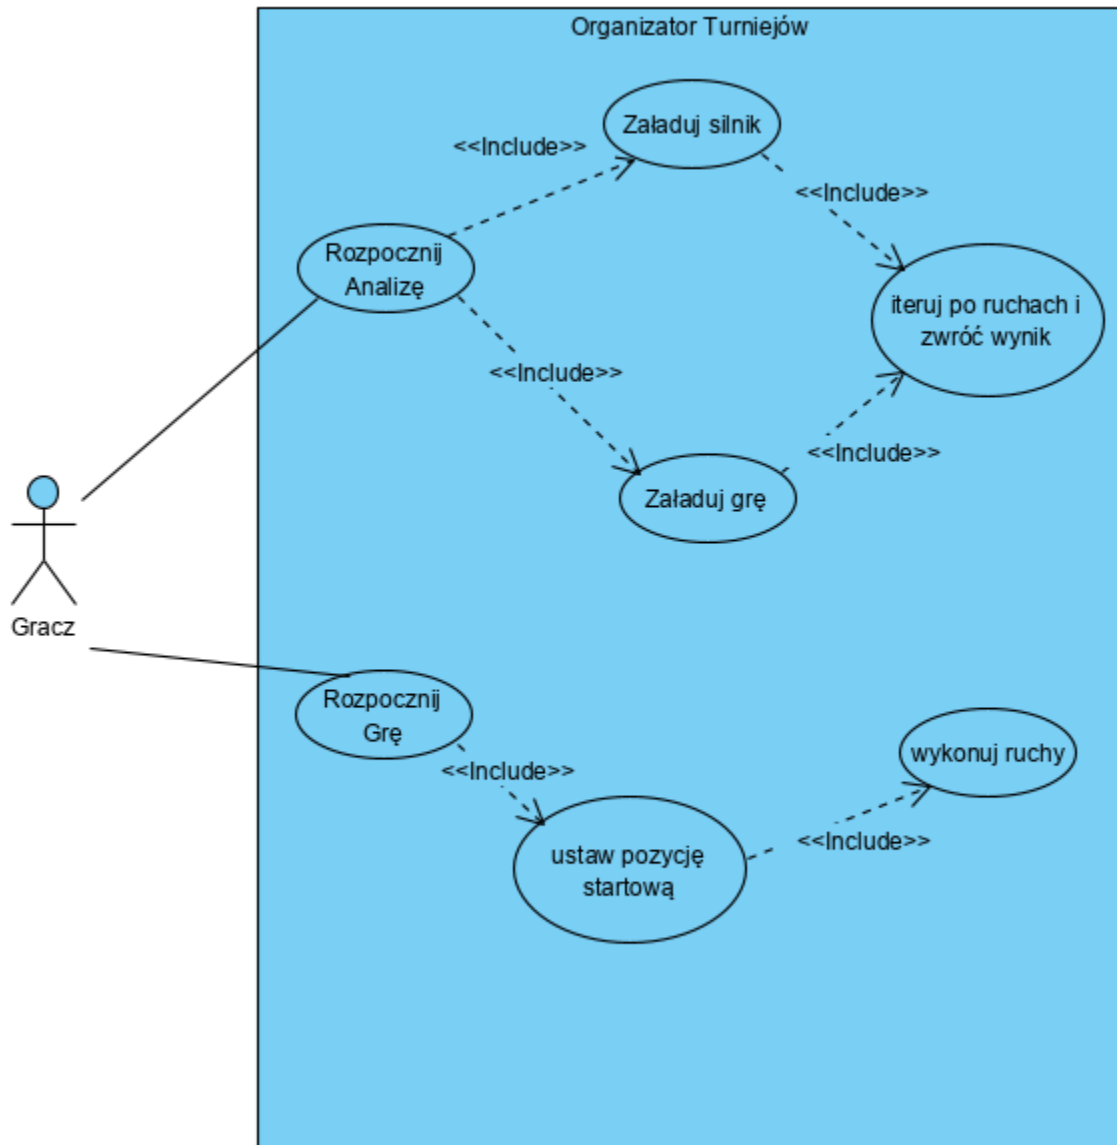 Organizator Turniejów
Załaduj silnik
<<Include>>
<<Include>>
Rozpocznij
Analizę
iteruj po ruchach i
zwróć wynik
<<Include>>
<<Include>>
Załaduj grę
Gracz
Rozpocznij
Grę
<<Include>>
wykonuj ruchy
<<Include>>
ustaw pozycję
startową